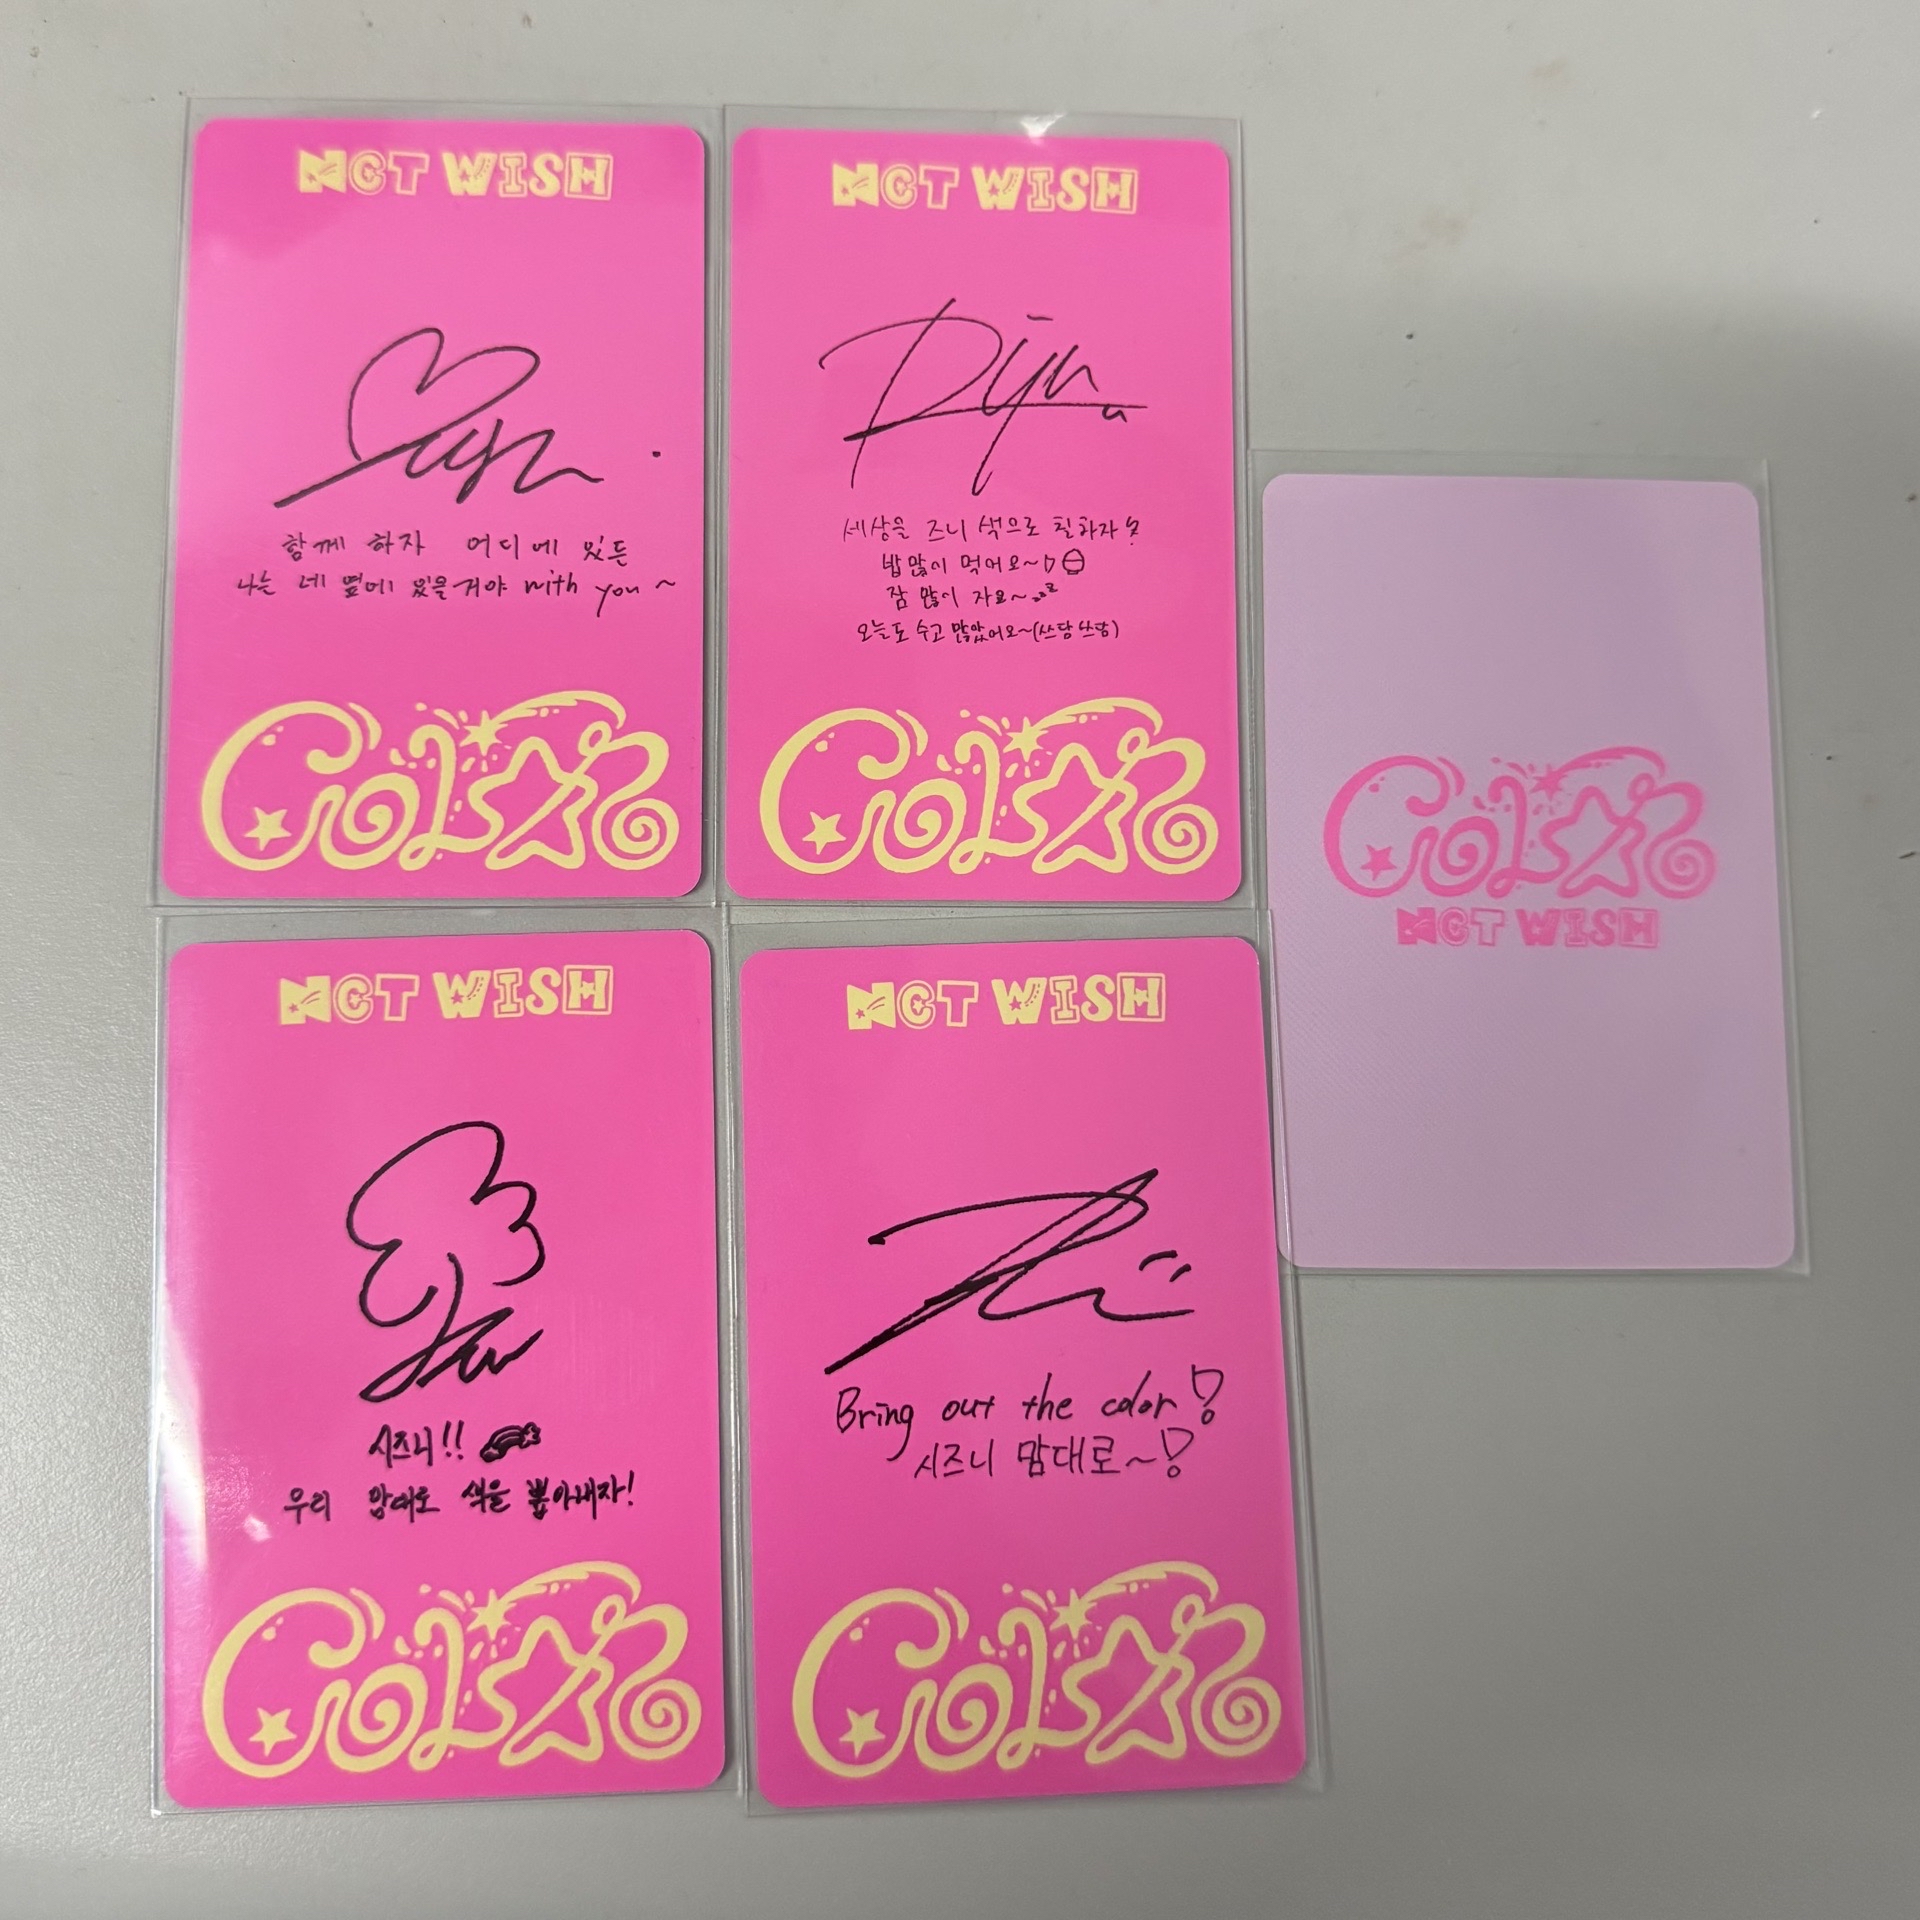 NCT WISH
함께 하자 어디에 있든
나는 네 옆에 있을거야 with you ~
COLOR
NCT WISH
Riku
세상을 즈니 색으로 칠하자
밥 많이 먹어요~
잠 많이 자요~zzz
오늘도 수고 많았어요~(쓰담쓰담)
COLOR
COLOR
NCT WISH
NCT WISH
시즈니!!
우리 맘대로 색을 뽑아내자!
COLOR
NCT WISH
Bring out the color!
시즈니 맘대로~!
COLOR